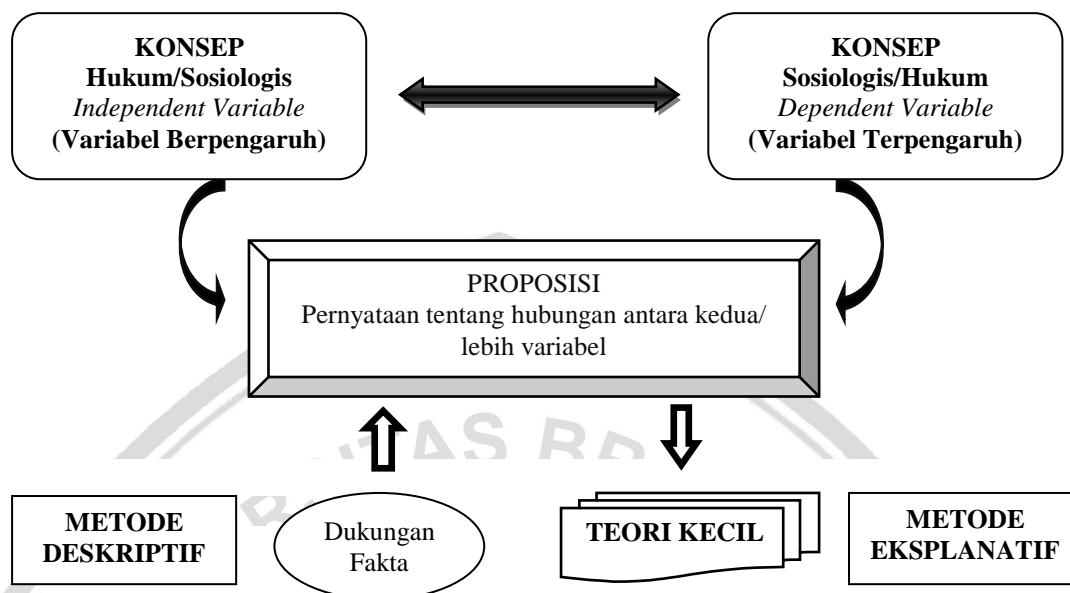 KONSEP
Hukum/Sosiologis
Independent Variable
(Variabel Berpengaruh)
KONSEP
Sosiologis/Hukum
Dependent Variable
(Variabel Terpengaruh)
PROPOSISI
Pernyataan tentang hubungan antara kedua/
lebih variabel
METODE
DESKRIPTIF
Dukungan
Fakta
TEORI KECIL
METODE
EKSPLANATIF